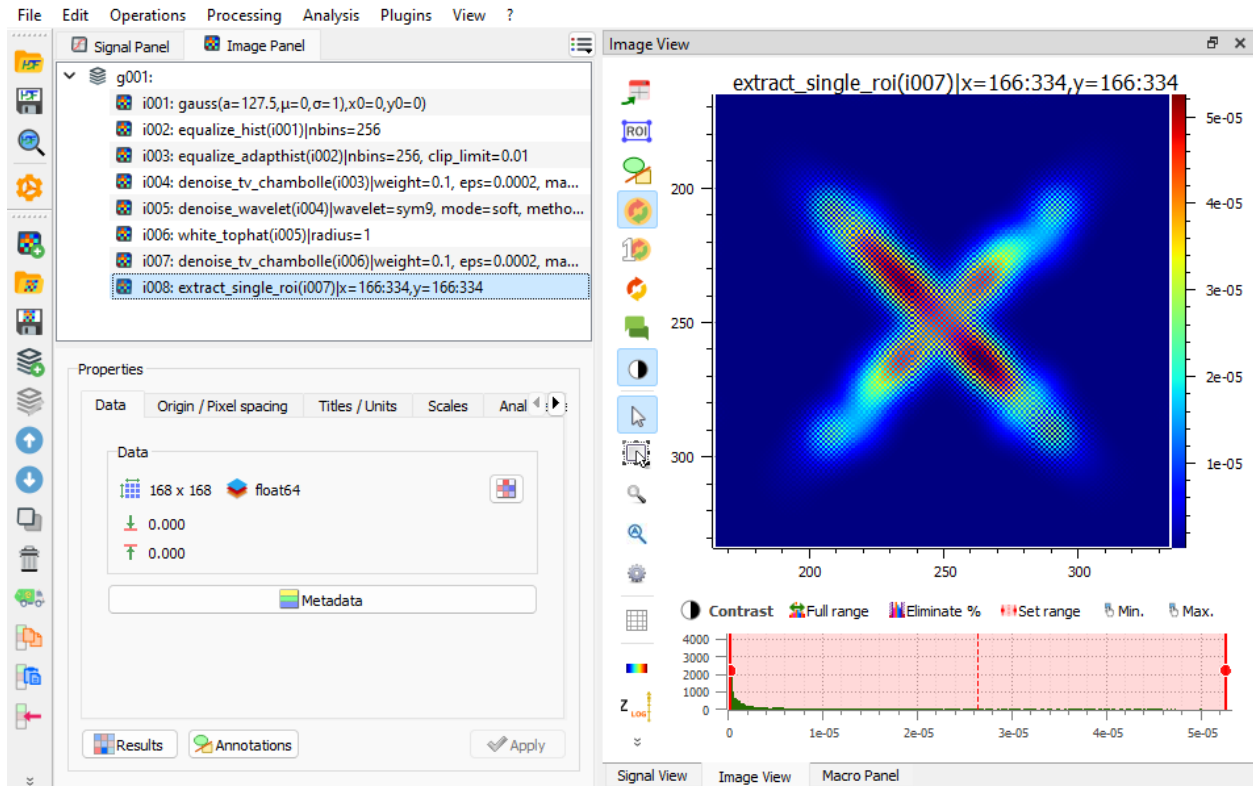 File Edit Operations Processing Analysis Plugins View ?
Signal Panel Image Panel
g001:
i001: gauss(a=127.5,μ=0,σ=1),x0=0,y0=0)
i002: equalize_hist(i001)|nbins=256
i003: equalize_adapthist(i002)|nbins=256, clip_limit=0.01
i004: denoise_tv_chambolle(i003)|weight=0.1, eps=0.0002, ma...
i005: denoise_wavelet(i004)|wavelet=sym9, mode=soft, metho...
i006: white_tophat(i005)|radius=1
i007: denoise_tv_chambolle(i006)|weight=0.1, eps=0.0002, ma...
i008: extract_single_roi(i007)|x=166:334,y=166:334
Properties
Data Origin / Pixel spacing Titles / Units Scales Anal
Data
168 x 168 float64
0.000
0.000
Metadata
Results Annotations Apply
Image View
ROI
extract_single_roi(i007)|x=166:334,y=166:334
200
250
300
200 250 300
5e-05
4e-05
3e-05
2e-05
1e-05
Contrast Full range Eliminate % Set range Min. Max.
4000
3000
2000
1000
0
0 1e-05 2e-05 3e-05 4e-05 5e-05
Z LOG
Signal View Image View Macro Panel